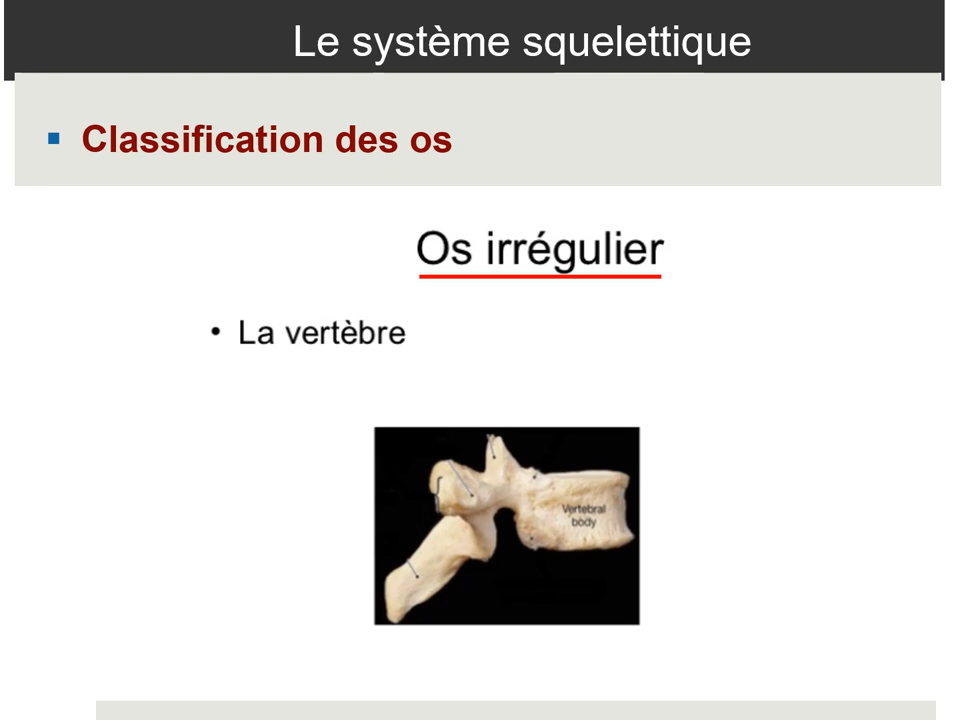 Le système squelettique
▪ Classification des os
Os irrégulier
• La vertèbre
Vertebral
body